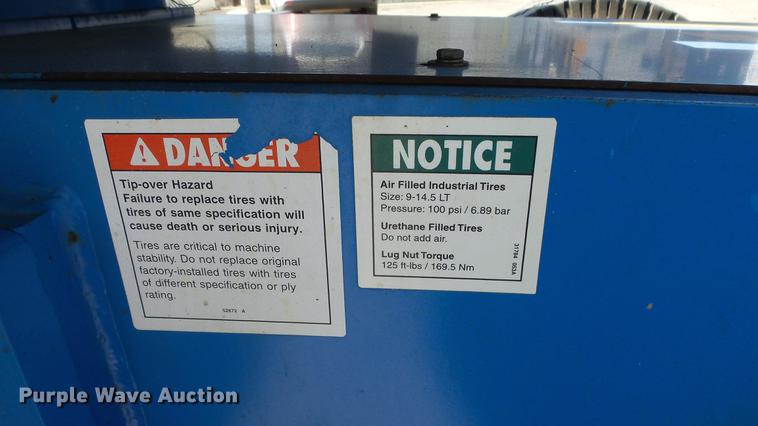 DANGER
Tip-over Hazard
Failure to replace tires with
tires of same specification will
cause death or serious injury.
Tires are critical to machine
stability. Do not replace original
factory-installed tires with tires
of different specification or ply
rating.
52672 A
NOTICE
Air Filled Industrial Tires
Size: 9-14.5 LT
Pressure: 100 psi / 6.89 bar
Urethane Filled Tires
Do not add air.
Lug Nut Torque
125 ft-lbs / 169.5 Nm
31784 053A
Purple Wave Auction